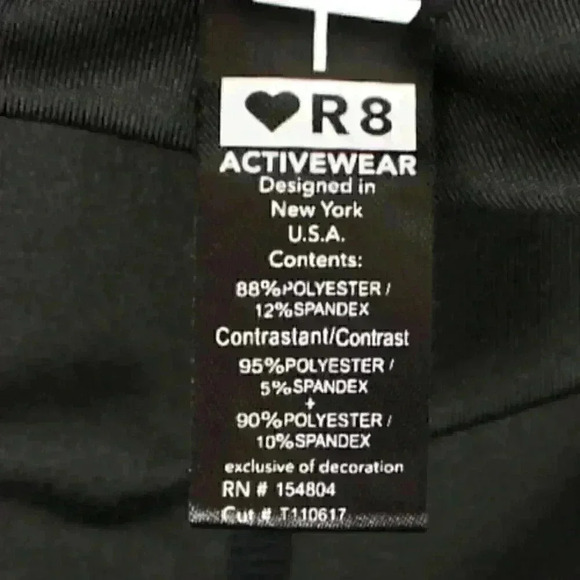 R8
ACTIVEWEAR
Designed in
New York
U.S.A.
Contents:
88%POLYESTER /
12%SPANDEX
Contrastant/Contrast
95%POLYESTER /
5%SPANDEX
+
90%POLYESTER /
10%SPANDEX
exclusive of decoration
RN # 154804
Cut # T110617